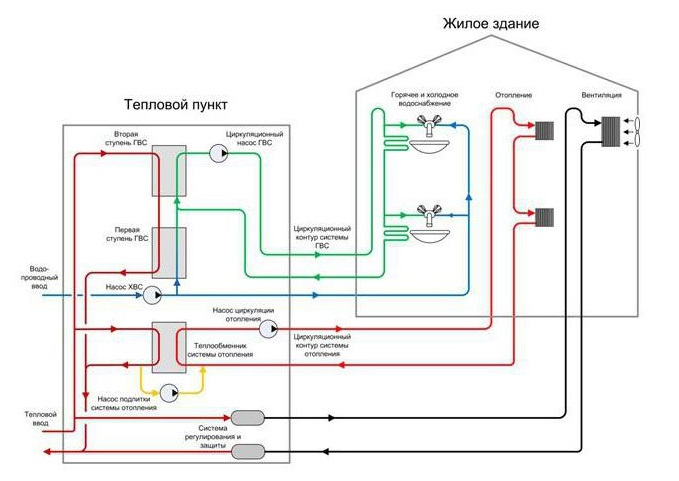 Жилое здание
Горячее и холодное
водоснабжение
Отопление
Вентиляция
Тепловой пункт
Вторая
ступень ГВС
Циркуляционный
насос ГВС
Первая
ступень ГВС
Циркуляционный
контур системы
ГВС
Водо-
проводный
ввод
Насос ХВС
Насос циркуляции
отопления
Теплообменник
системы отопления
Циркуляционный
контур системы
отопления
Насос подпитки
системы отопления
Тепловой
ввод
Система
регулирования и
защиты